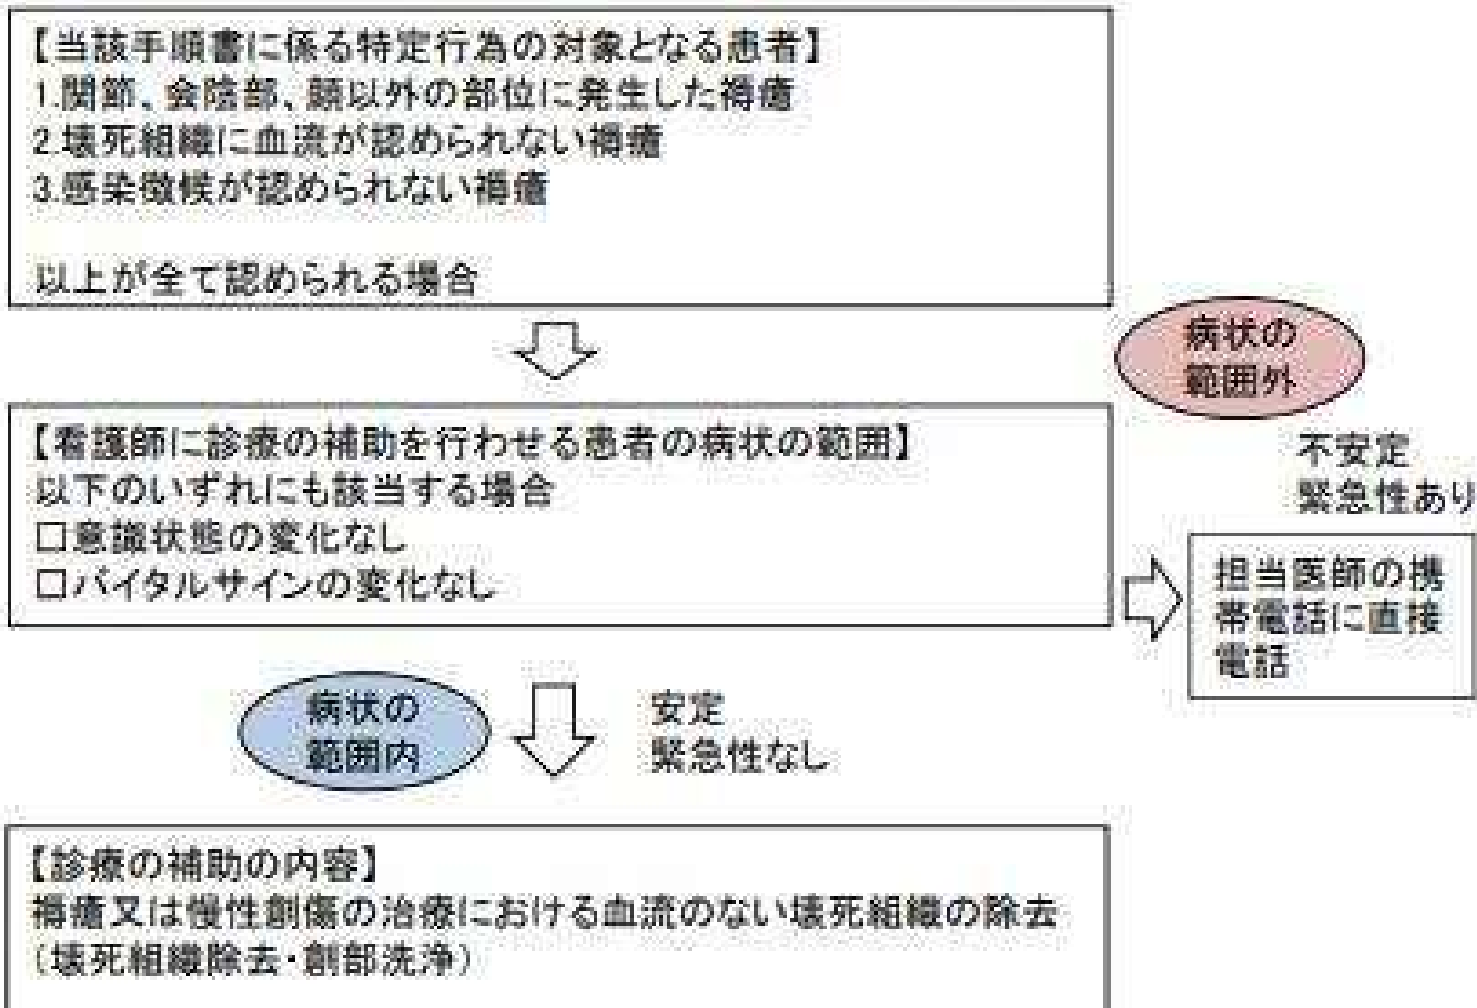 【当該手順書に係る特定行為の対象となる患者】
1.関節、会陰部、顔以外の部位に発生した褥瘡
2.壊死組織に血流が認められない褥瘡
3.感染徴候が認められない褥瘡
以上が全て認められる場合
病状の
範囲外
【看護師に診療の補助を行わせる患者の病状の範囲】
以下のいずれにも該当する場合
□意識状態の変化なし
□バイタルサインの変化なし
不安定
緊急性あり
担当医師の携
帯電話に直接
電話
病状の
範囲内
安定
緊急性なし
【診療の補助の内容】
褥瘡又は慢性創傷の治療における血流のない壊死組織の除去
(壊死組織除去・創部洗浄)